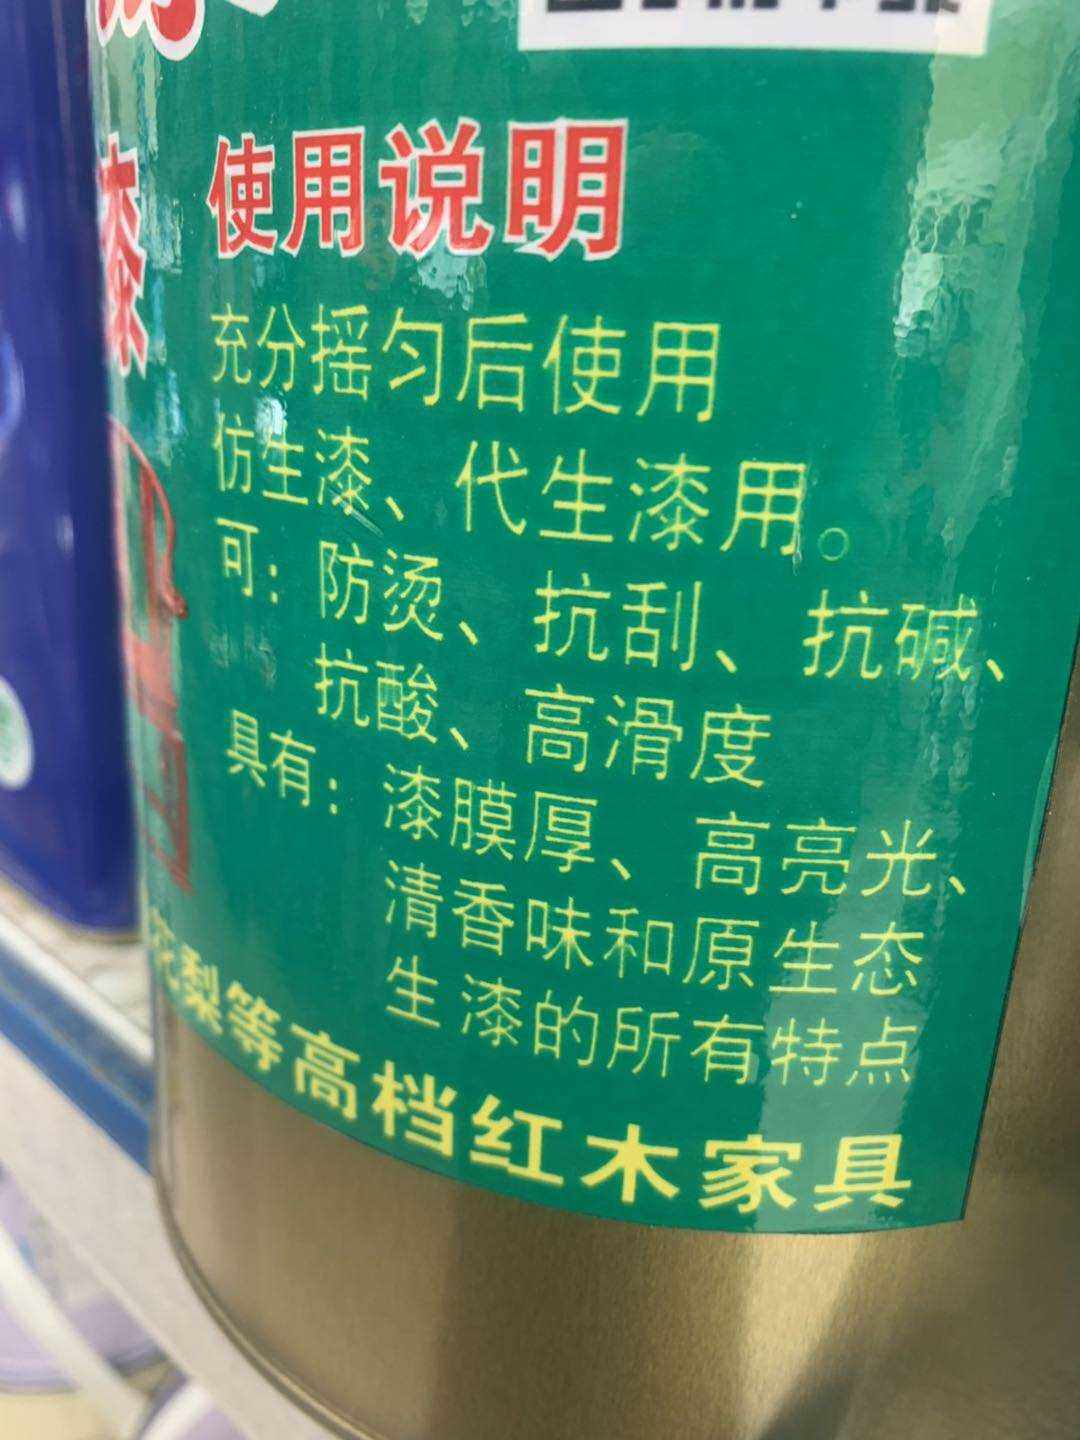 漆
使用说明
充分摇匀后使用
仿生漆、代生漆用。
可：防烫、抗刮、抗碱、
抗酸、高滑度
具有：漆膜厚、高亮光、
清香味和原生态
生漆的所有特点
花梨等高档红木家具